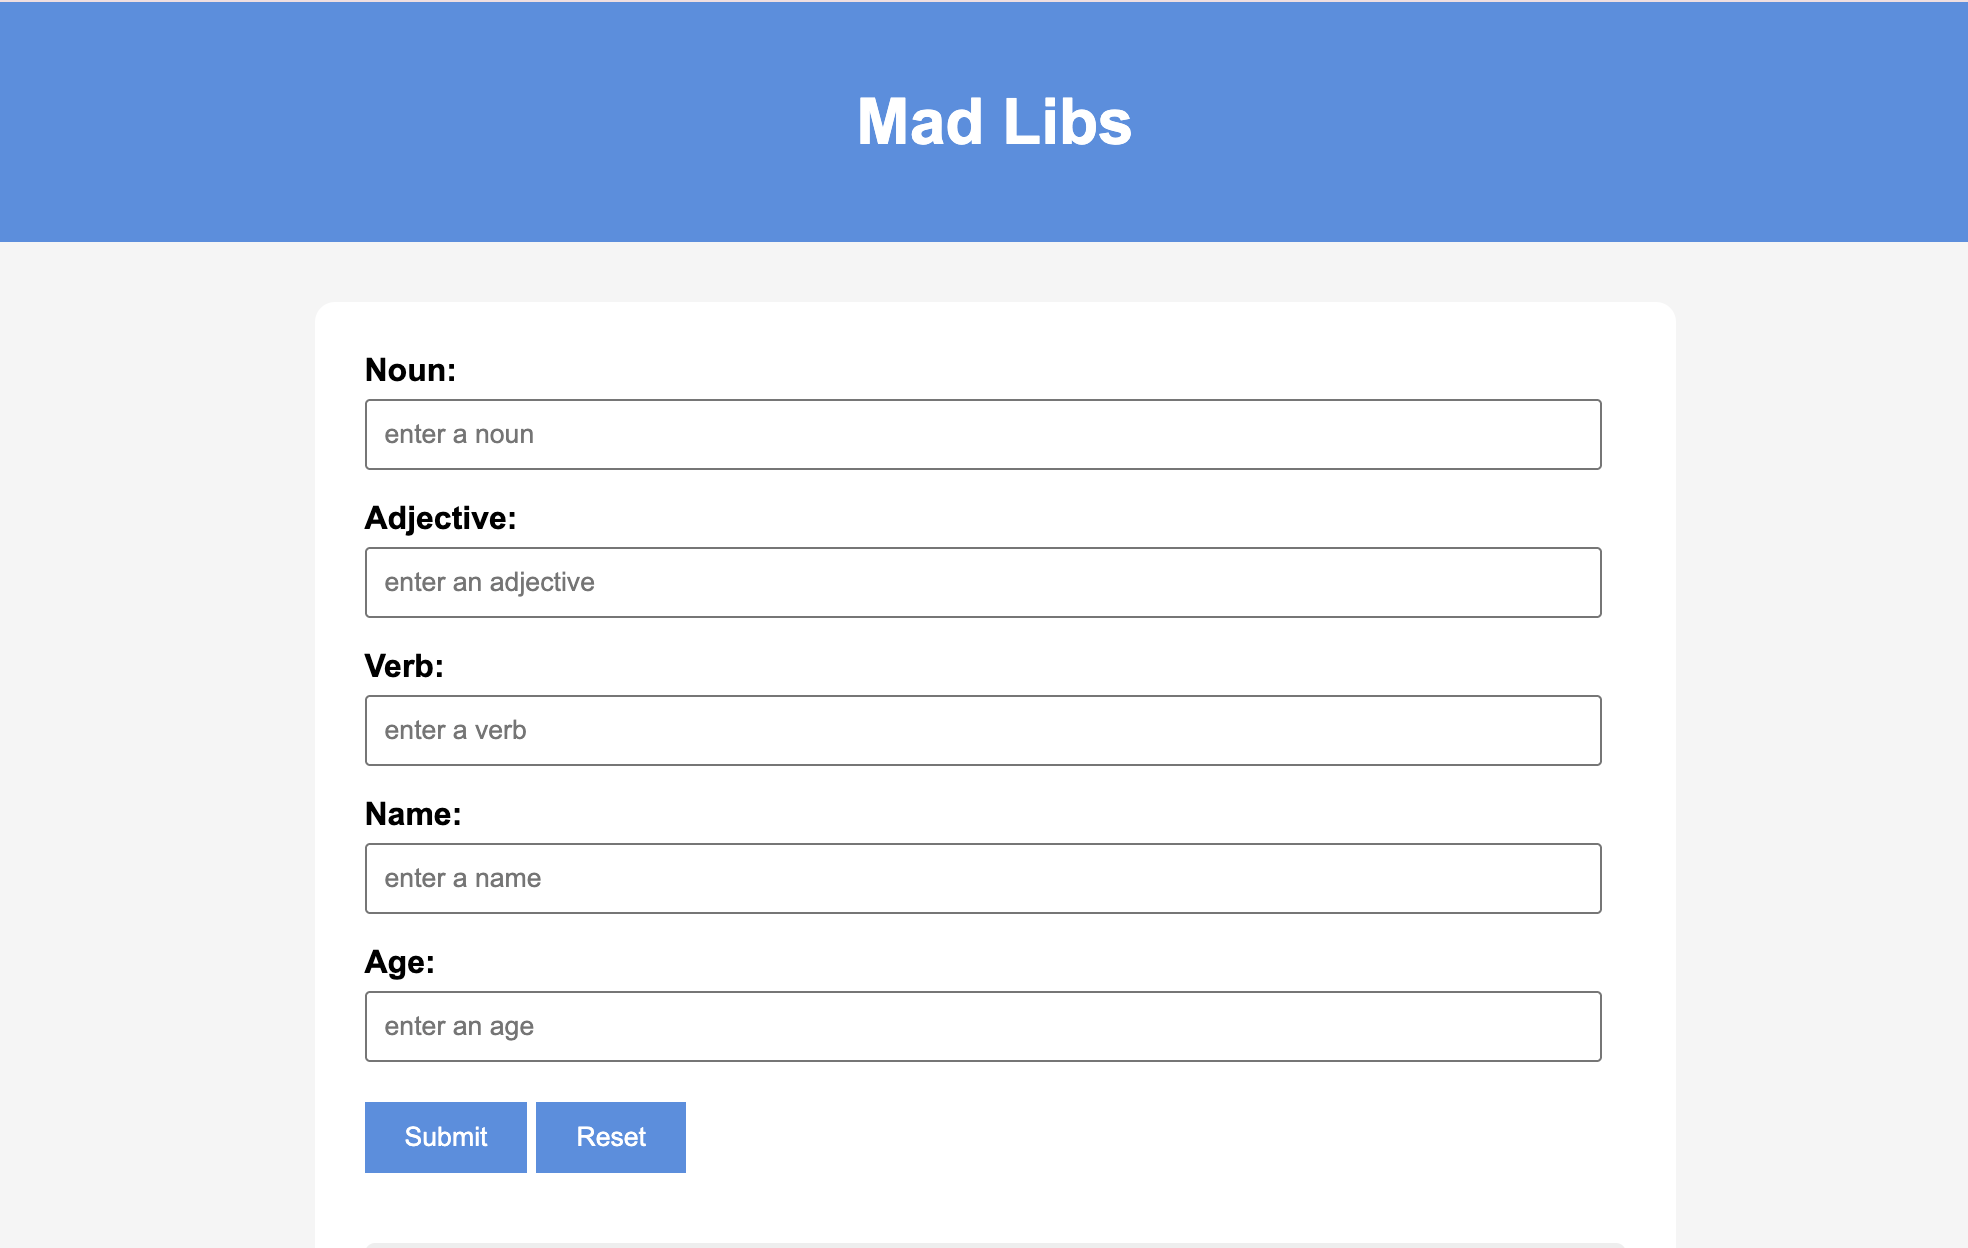 Mad Libs
Noun:
enter a noun
Adjective:
enter an adjective
Verb:
enter a verb
Name:
enter a name
Age:
enter an age
Submit Reset